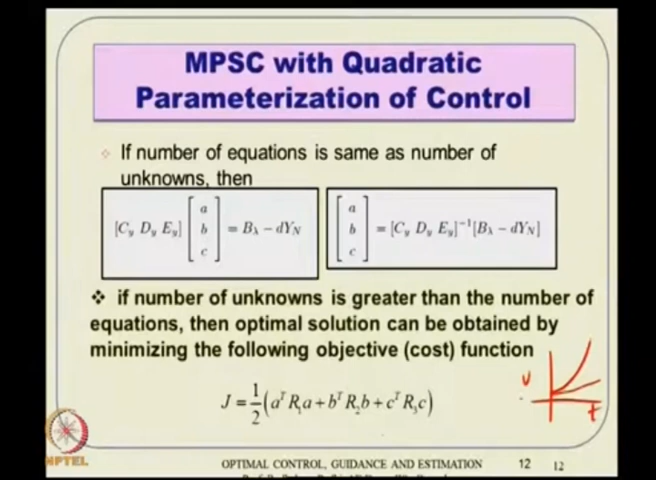 MPSC with Quadratic
Parameterization of Control
If number of equations is same as number of
unknowns, then
[C_y D_y E_y] [a b c] = B_λ − dY_N
[a b c] = [C_y D_y E_y]^{-1} [B_λ − dY_N]
if number of unknowns is greater than the number of
equations, then optimal solution can be obtained by
minimizing the following objective (cost) function
J = 1/2 (a^T R_1 a + b^T R_2 b + c^T R_3 c)
U
t
NPTEL
OPTIMAL CONTROL, GUIDANCE AND ESTIMATION 12 12